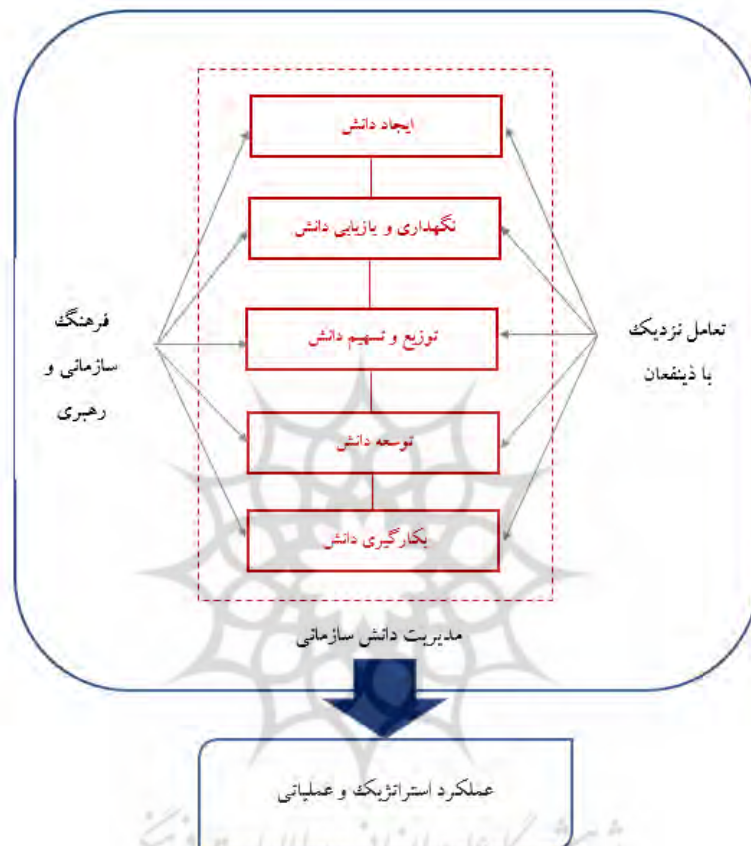 ایجاد دانش
نگهداری و بازیابی دانش
توزیع و تسهیم دانش
توسعه دانش
بکارگیری دانش
تعامل نزدیک
با ذینفعان
فرهنگ
سازمانی و
رهبری
مدیریت دانش سازمانی
عملکرد استراتژیک و عملیاتی